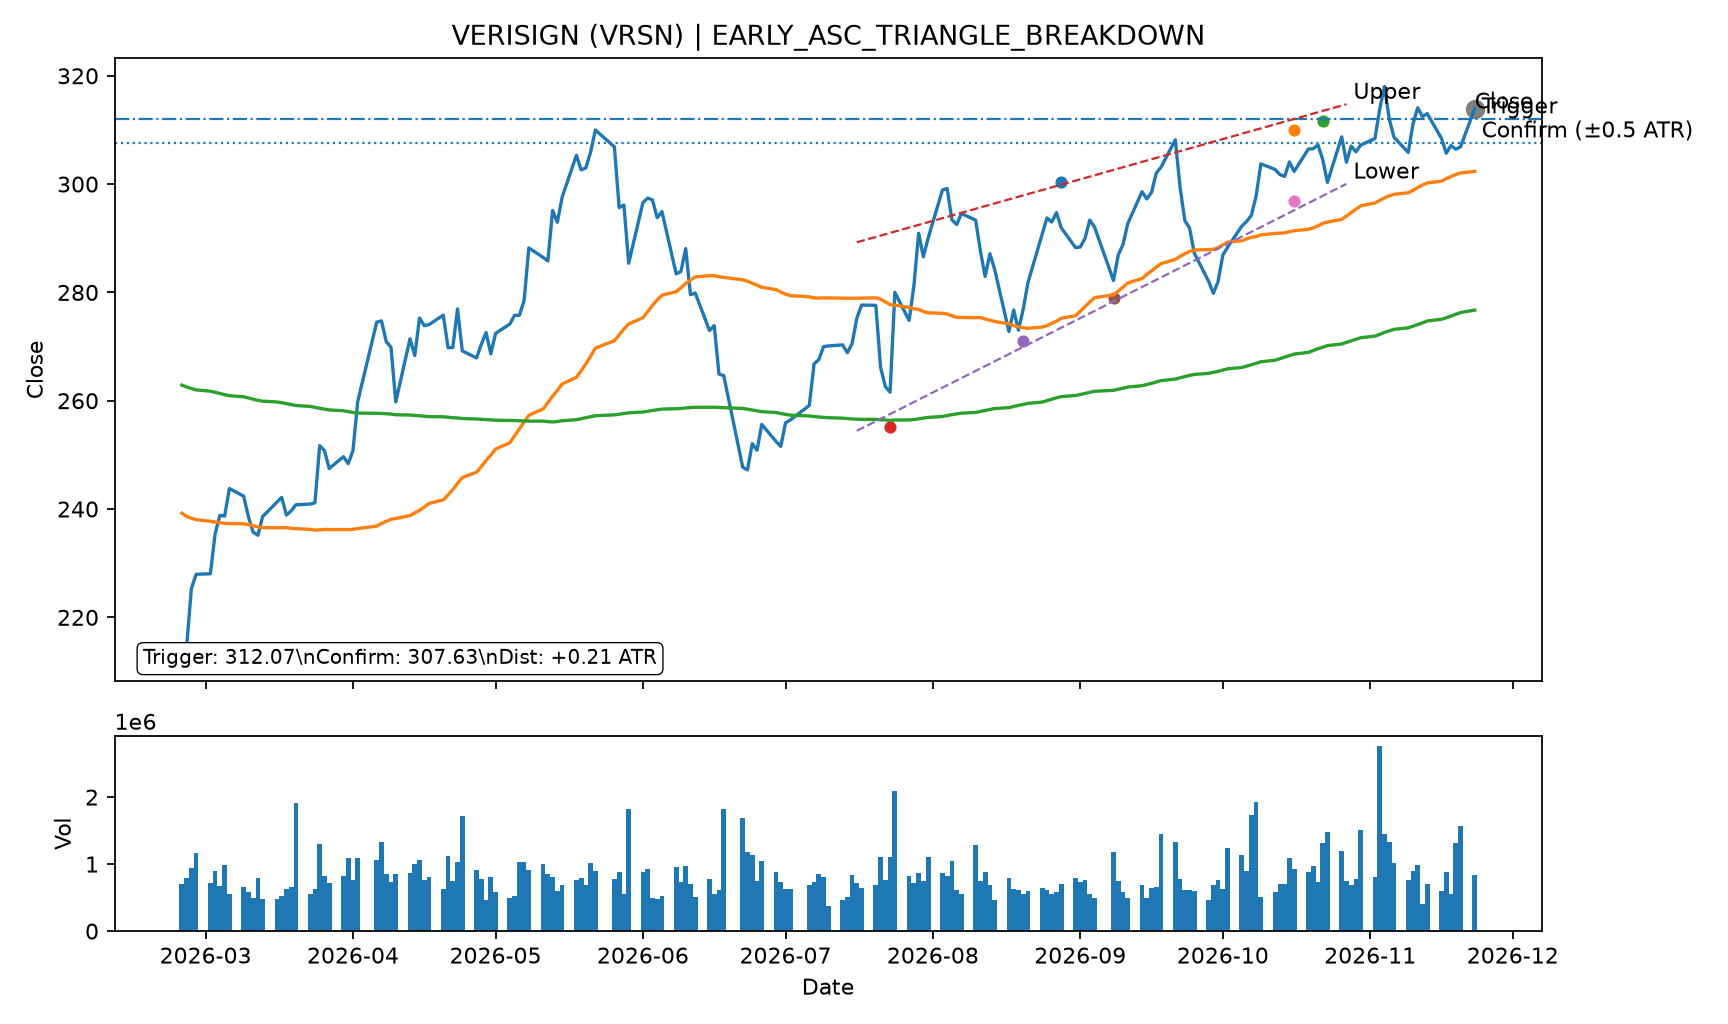 VERISIGN (VRSN) | EARLY_ASC_TRIANGLE_BREAKDOWN
320
300
280
260
240
220
Close
Upper
Close
Trigger
Confirm (±0.5 ATR)
Lower
Trigger: 312.07\nConfirm: 307.63\nDist: +0.21 ATR
1e6
2
1
0
Vol
2026-03 2026-04 2026-05 2026-06 2026-07 2026-08 2026-09 2026-10 2026-11 2026-12
Date